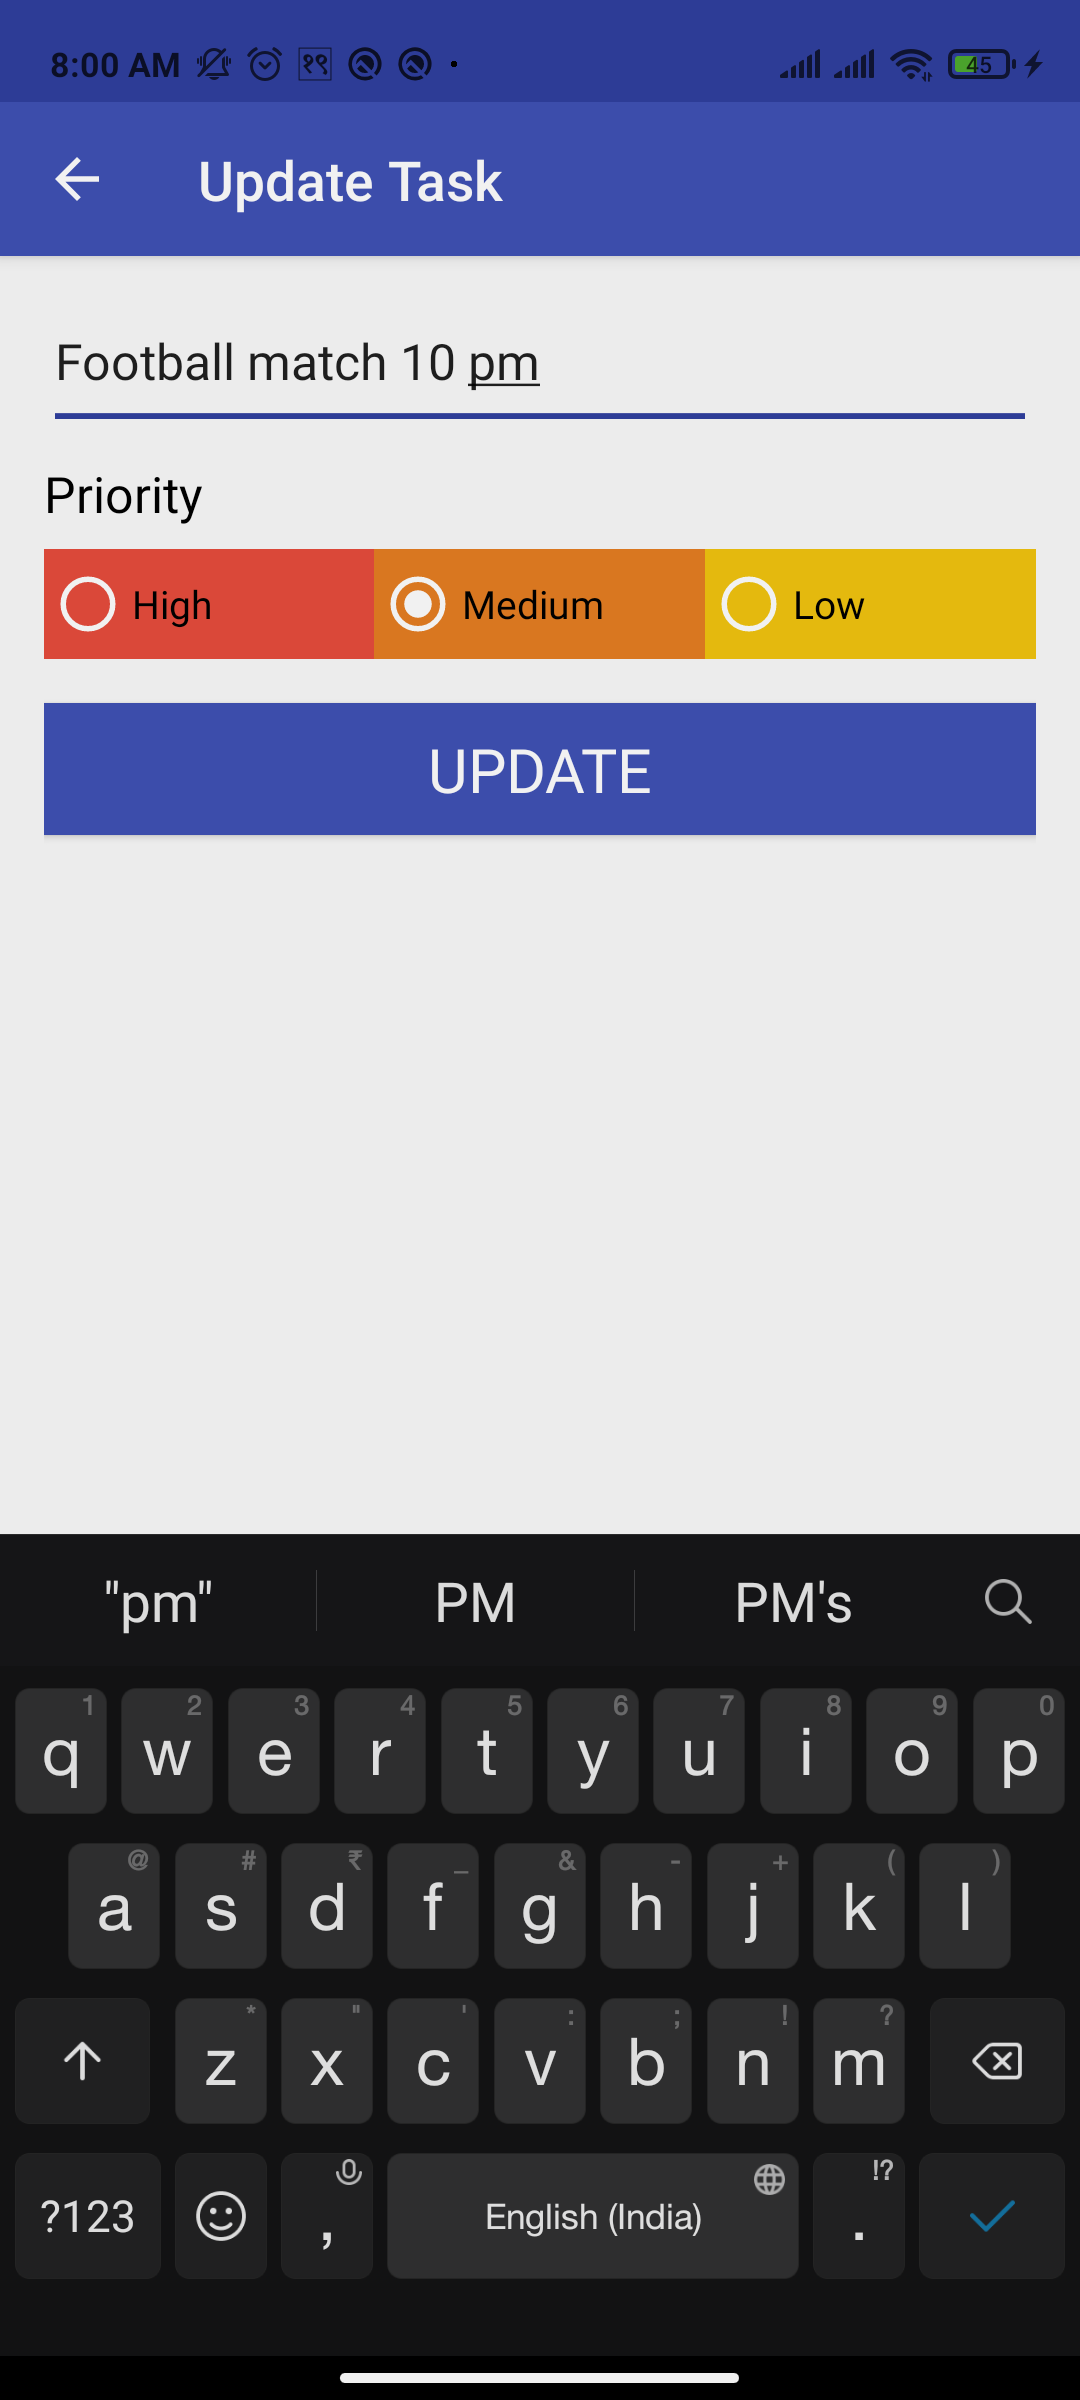 8:00 AM १९ 45
Update Task
Football match 10 pm
Priority
High Medium Low
UPDATE
"pm" PM PM's
1 2 3 4 5 6 7 8 9 0
q w e r t y u i o p
@ # ₹ _ & - + ( )
a s d f g h j k l
* " ' : ; ! ?
z x c v b n m
!?
?123 , English (India) .